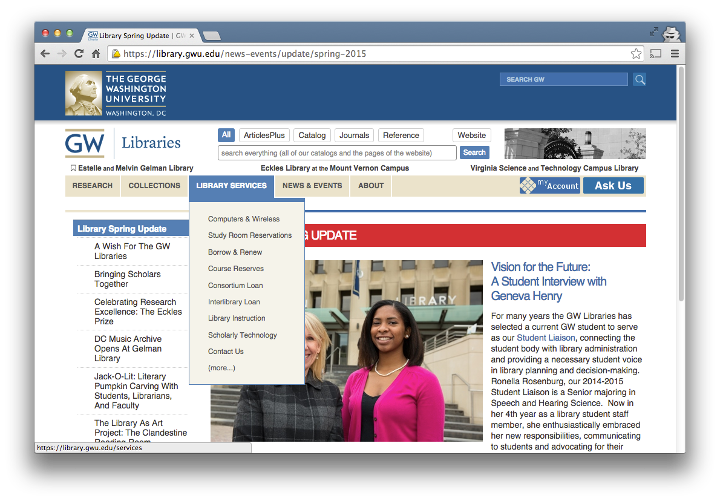 Library Spring Update | GW
https://library.gwu.edu/news-events/update/spring-2015
THE GEORGE
WASHINGTON
UNIVERSITY
WASHINGTON, DC
SEARCH GW
GW Libraries
All ArticlesPlus Catalog Journals Reference Website
search everything (all of our catalogs and the pages of the website) Search
Estelle and Melvin Gelman Library Eckles Library at the Mount Vernon Campus Virginia Science and Technology Campus Library
RESEARCH COLLECTIONS LIBRARY SERVICES NEWS & EVENTS ABOUT myAccount Ask Us
Computers & Wireless
Study Room Reservations
Borrow & Renew
Course Reserves
Consortium Loan
Interlibrary Loan
Library Instruction
Scholarly Technology
Contact Us
(more...)
Library Spring Update
A Wish For The GW
Libraries
Bringing Scholars
Together
Celebrating Research
Excellence: The Eckles
Prize
DC Music Archive
Opens At Gelman
Library
Jack-O-Lit: Literary
Pumpkin Carving With
Students, Librarians,
And Faculty
The Library As Art
Project: The Clandestine
Reading Room
UPDATE
LIBRARY
Vision for the Future:
A Student Interview with
Geneva Henry
For many years the GW Libraries has
selected a current GW student to serve
as our Student Liaison, connecting the
student body with library administration
and providing a necessary student voice
in library planning and decision-making.
Ronella Rosenburg, our 2014-2015
Student Liaison is a Senior majoring in
Speech and Hearing Science. Now in
her 4th year as a library student staff
member, she enthusiastically embraced
her new responsibilities, communicating
to students and advocating for their
https://library.gwu.edu/services